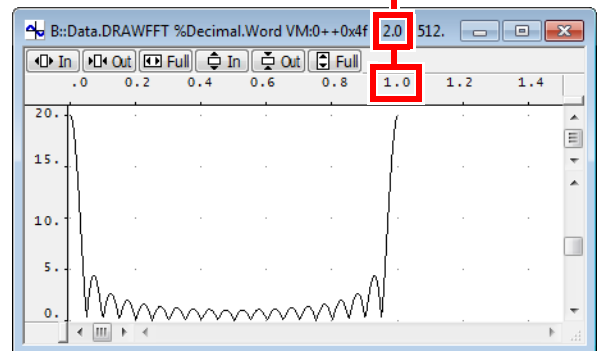 B::Data.DRAWFFT %Decimal.Word VM:0++0x4f 2.0 512.
In Out Full In Out Full
.0 0.2 0.4 0.6 0.8 1.0 1.2 1.4
20.
15.
10.
5.
0.